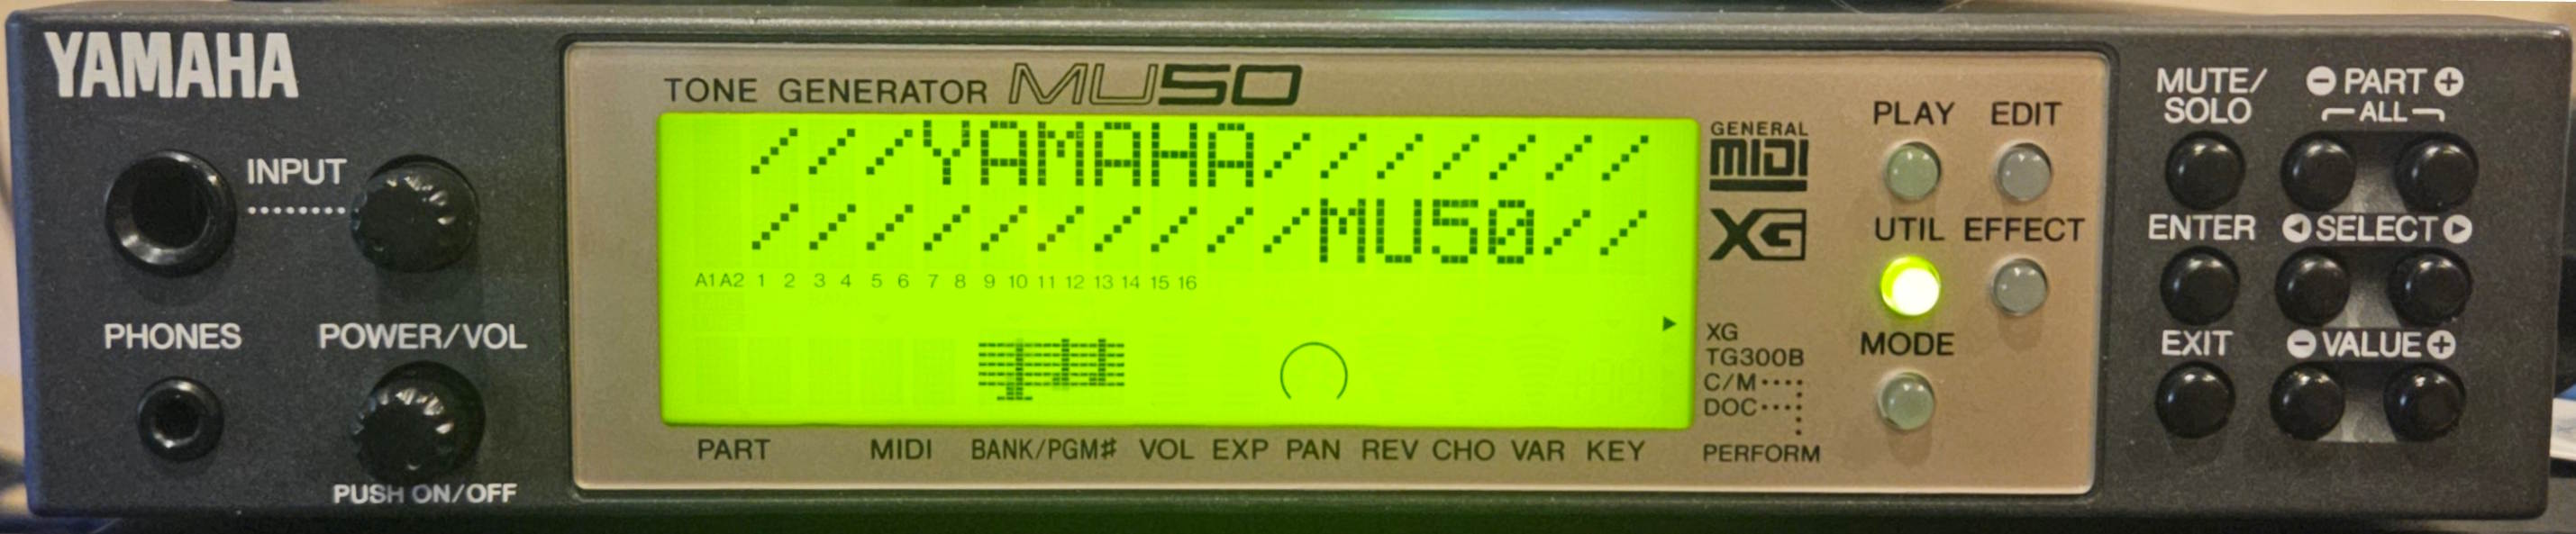 YAMAHA
TONE GENERATOR MU50
///YAMAHA///////
//////////MU50//
A1 A2 1 2 3 4 5 6 7 8 9 10 11 12 13 14 15 16
PART MIDI BANK/PGM♯ VOL EXP PAN REV CHO VAR KEY
INPUT
PHONES
POWER/VOL
PUSH ON/OFF
GENERAL
MIDI
XG
XG
TG300B
C/M
DOC
PERFORM
PLAY EDIT
UTIL EFFECT
MODE
MUTE/
SOLO
⊖ PART ⊕
ALL
ENTER
◀ SELECT ▶
EXIT
⊖ VALUE ⊕